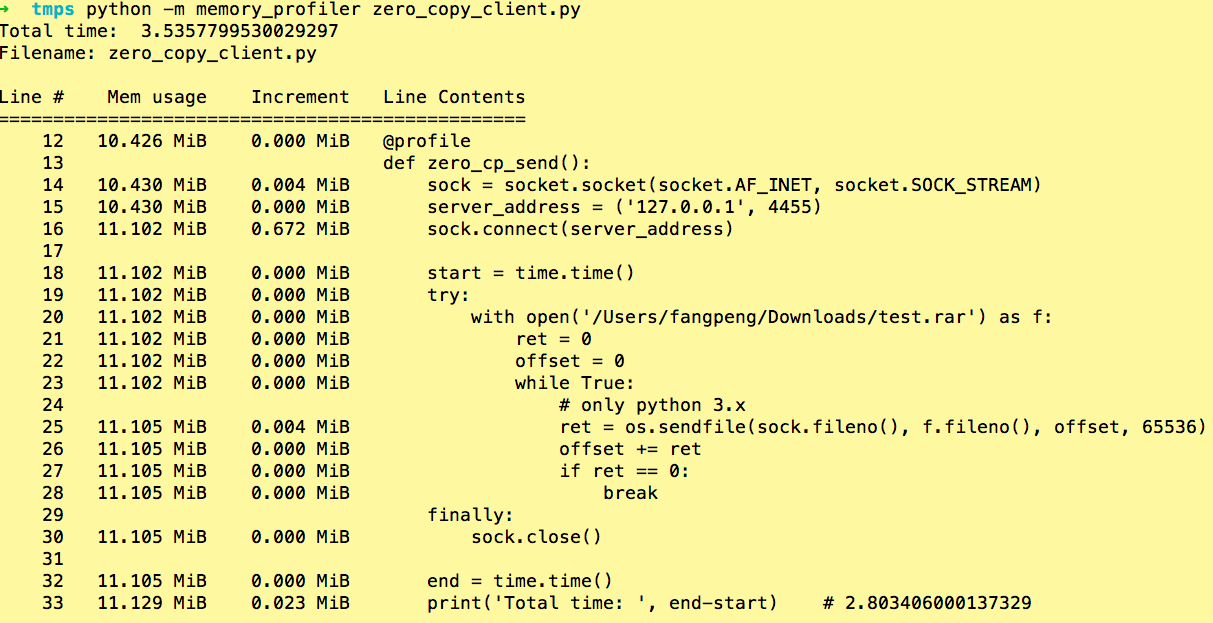 → tmps python -m memory_profiler zero_copy_client.py
Total time:  3.5357799530029297
Filename: zero_copy_client.py

Line #    Mem usage    Increment   Line Contents
================================================
    12   10.426 MiB    0.000 MiB   @profile
    13                             def zero_cp_send():
    14   10.430 MiB    0.004 MiB       sock = socket.socket(socket.AF_INET, socket.SOCK_STREAM)
    15   10.430 MiB    0.000 MiB       server_address = ('127.0.0.1', 4455)
    16   11.102 MiB    0.672 MiB       sock.connect(server_address)
    17
    18   11.102 MiB    0.000 MiB       start = time.time()
    19   11.102 MiB    0.000 MiB       try:
    20   11.102 MiB    0.000 MiB           with open('/Users/fangpeng/Downloads/test.rar') as f:
    21   11.102 MiB    0.000 MiB               ret = 0
    22   11.102 MiB    0.000 MiB               offset = 0
    23   11.102 MiB    0.000 MiB               while True:
    24                                             # only python 3.x
    25   11.105 MiB    0.004 MiB                   ret = os.sendfile(sock.fileno(), f.fileno(), offset, 65536)
    26   11.105 MiB    0.000 MiB                   offset += ret
    27   11.105 MiB    0.000 MiB                   if ret == 0:
    28   11.105 MiB    0.000 MiB                       break
    29                                 finally:
    30   11.105 MiB    0.000 MiB           sock.close()
    31
    32   11.105 MiB    0.000 MiB       end = time.time()
    33   11.129 MiB    0.023 MiB       print('Total time: ', end-start)    # 2.803406000137329